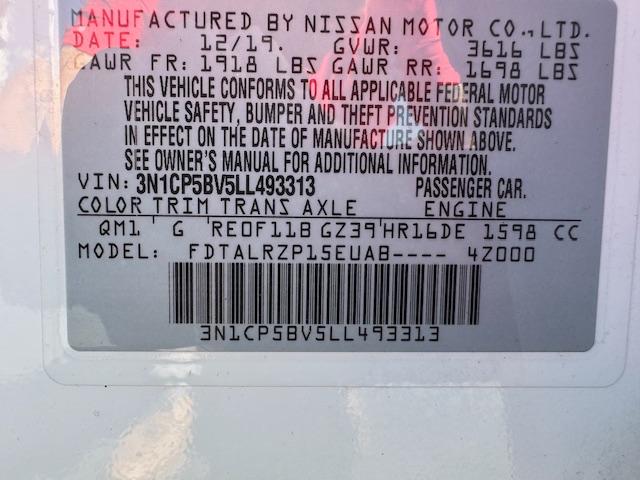 MANUFACTURED BY NISSAN MOTOR CO., LTD.
DATE: 12/19. GVWR: 3616 LBS
GAWR FR: 1918 LBS GAWR RR: 1698 LBS
THIS VEHICLE CONFORMS TO ALL APPLICABLE FEDERAL MOTOR
VEHICLE SAFETY, BUMPER AND THEFT PREVENTION STANDARDS
IN EFFECT ON THE DATE OF MANUFACTURE SHOWN ABOVE.
SEE OWNER'S MANUAL FOR ADDITIONAL INFORMATION.
VIN: 3N1CP5BV5LL493313 PASSENGER CAR.
COLOR TRIM TRANS AXLE ENGINE
QM1 G RE0F11B GZ39 HR16DE 1598 CC
MODEL: FDTALRZP15EUAB---- 4Z000
3N1CP5BV5LL493313